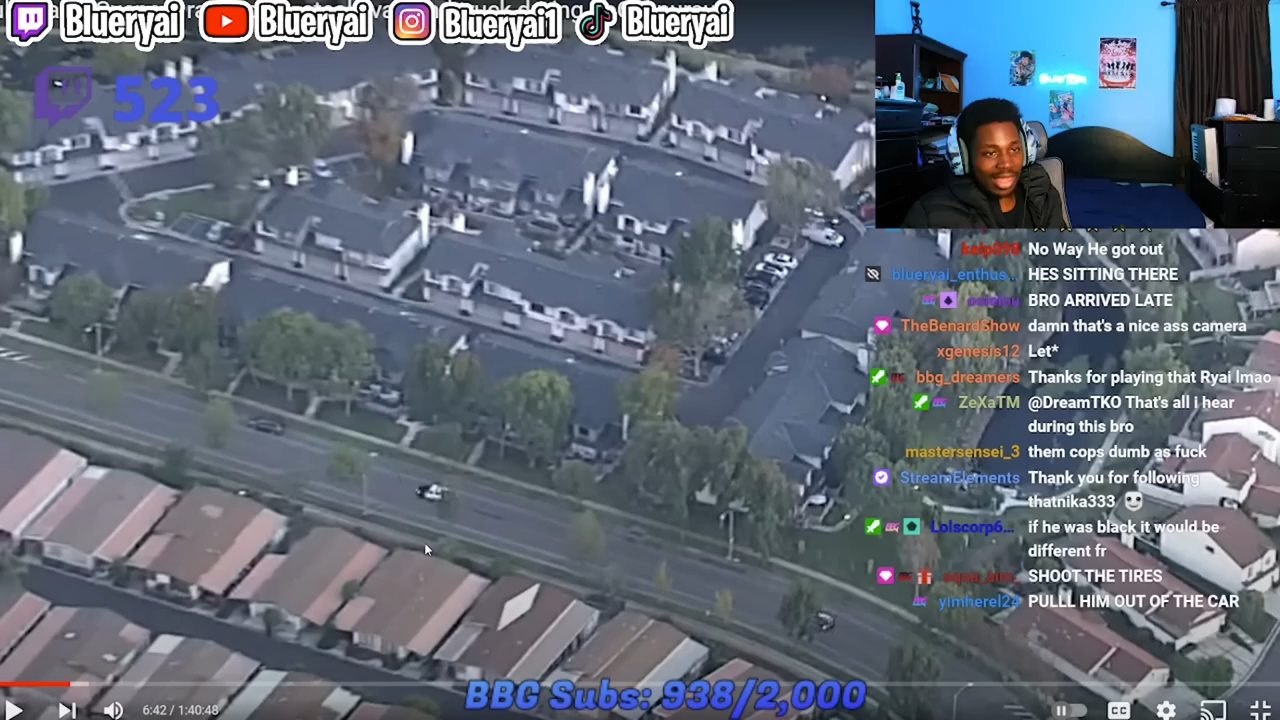 Blueryai
Blueryai
Blueryai1
Blueryai
523
No Way He got out
blueryai_enthus...
HES SITTING THERE
BRO ARRIVED LATE
TheBenardShow
damn that's a nice ass camera
xgenesis12
Let*
bbg_dreamers
Thanks for playing that Ryai lmao
ZeXaTM
@DreamTKO That's all i hear
during this bro
mastersensei_3
them cops dumb as fuck
StreamElements
Thank you for following
thatnika333
Lolscorp6...
if he was black it would be
different fr
SHOOT THE TIRES
yimherel24
PULLL HIM OUT OF THE CAR
BBG Subs: 938/2,000
6:42 / 1:40:48
CC